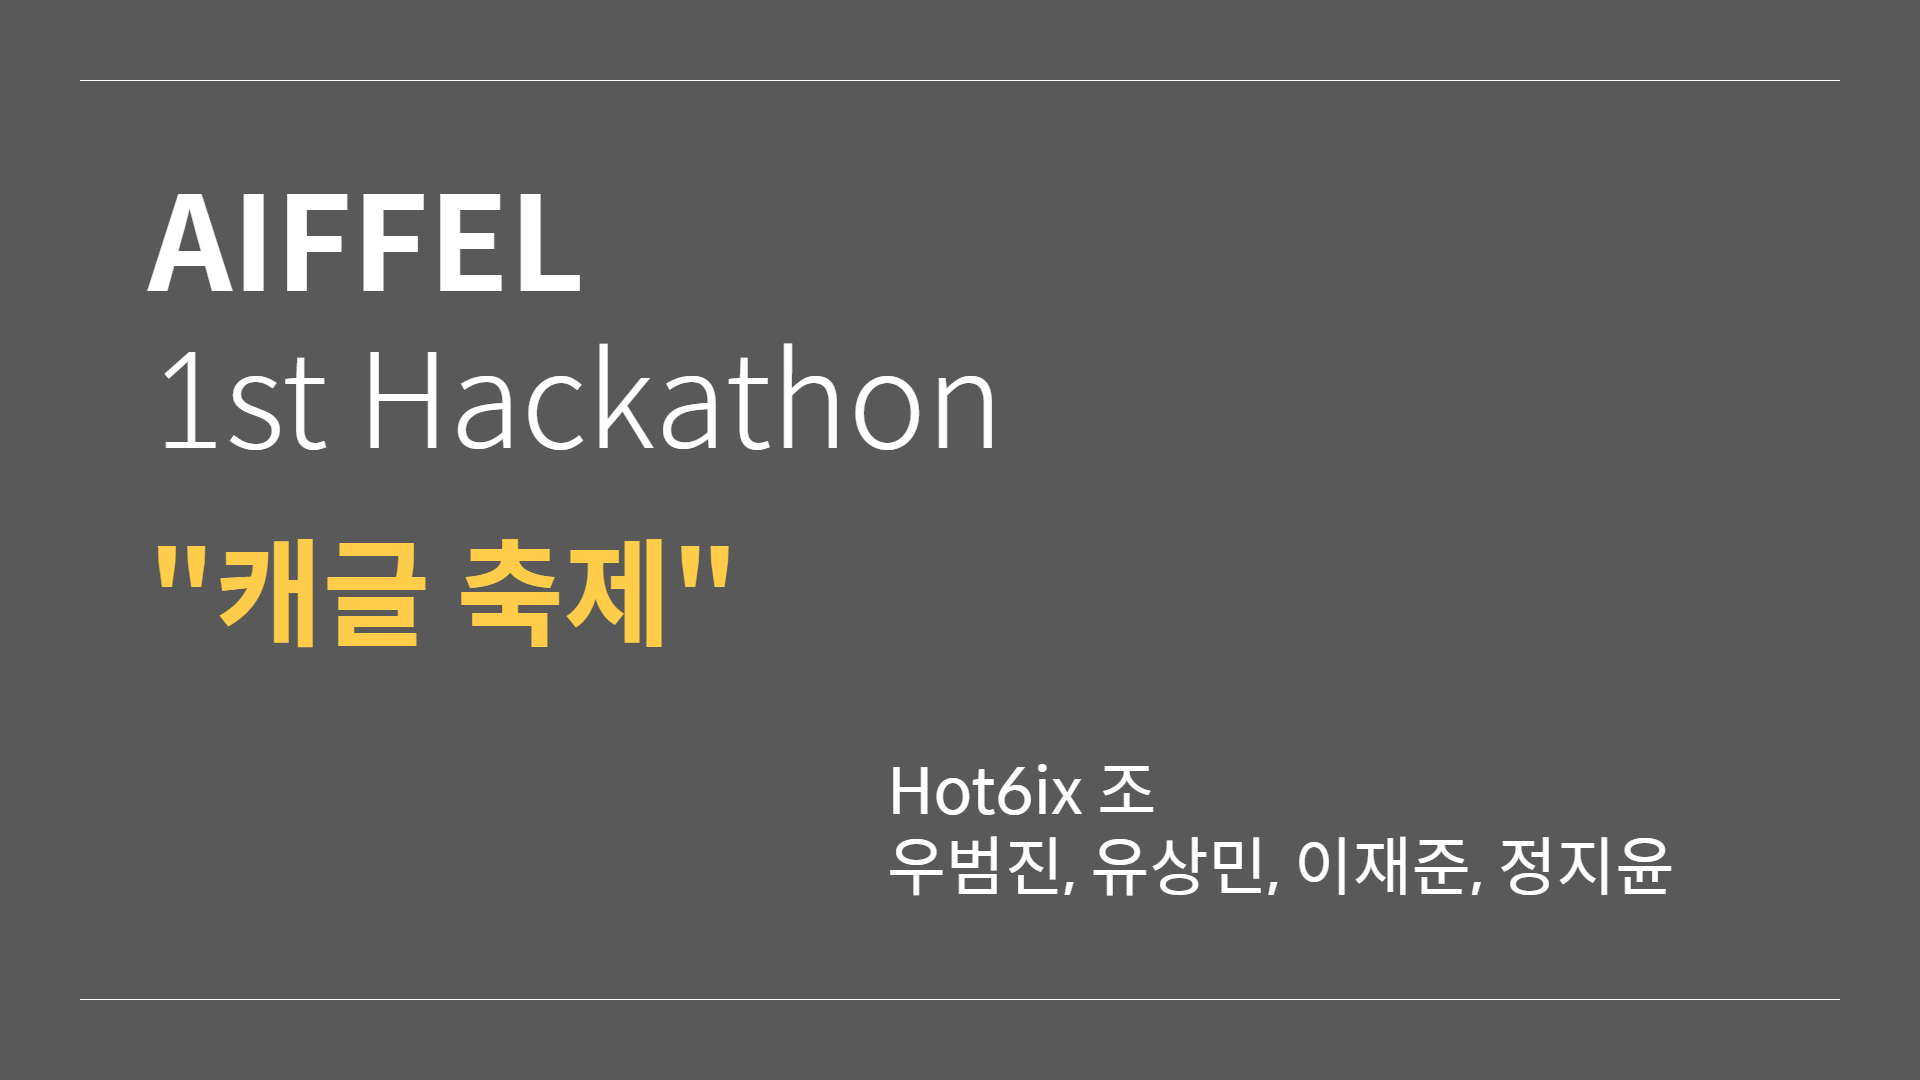 AIFFEL
1st Hackathon
"캐글 축제"
Hot6ix 조
우범진, 유상민, 이재준, 정지윤